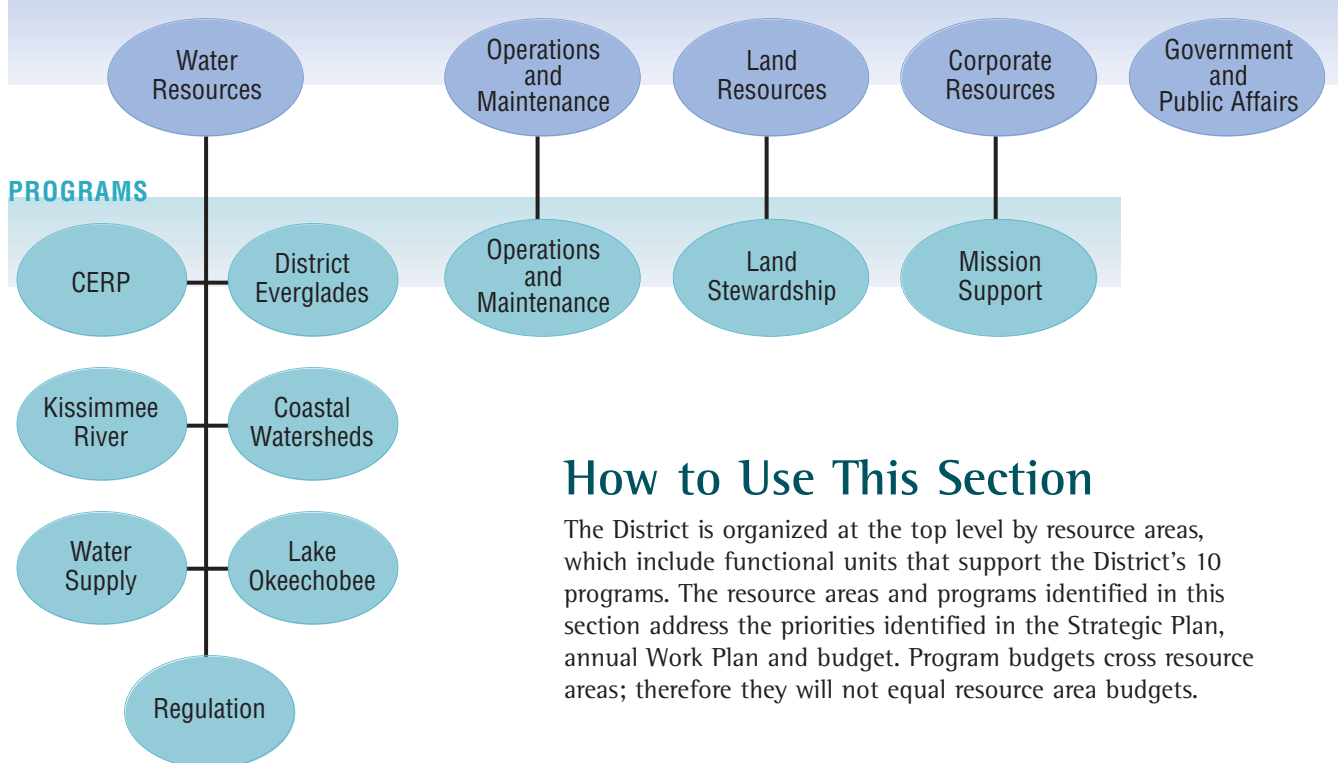 Water
Resources
Operations
and
Maintenance
Land
Resources
Corporate
Resources
Government
and
Public Affairs
PROGRAMS
CERP
District
Everglades
Operations
and
Maintenance
Land
Stewardship
Mission
Support
Kissimmee
River
Coastal
Watersheds
Water
Supply
Lake
Okeechobee
Regulation
How to Use This Section
The District is organized at the top level by resource areas,
which include functional units that support the District's 10
programs. The resource areas and programs identified in this
section address the priorities identified in the Strategic Plan,
annual Work Plan and budget. Program budgets cross resource
areas; therefore they will not equal resource area budgets.